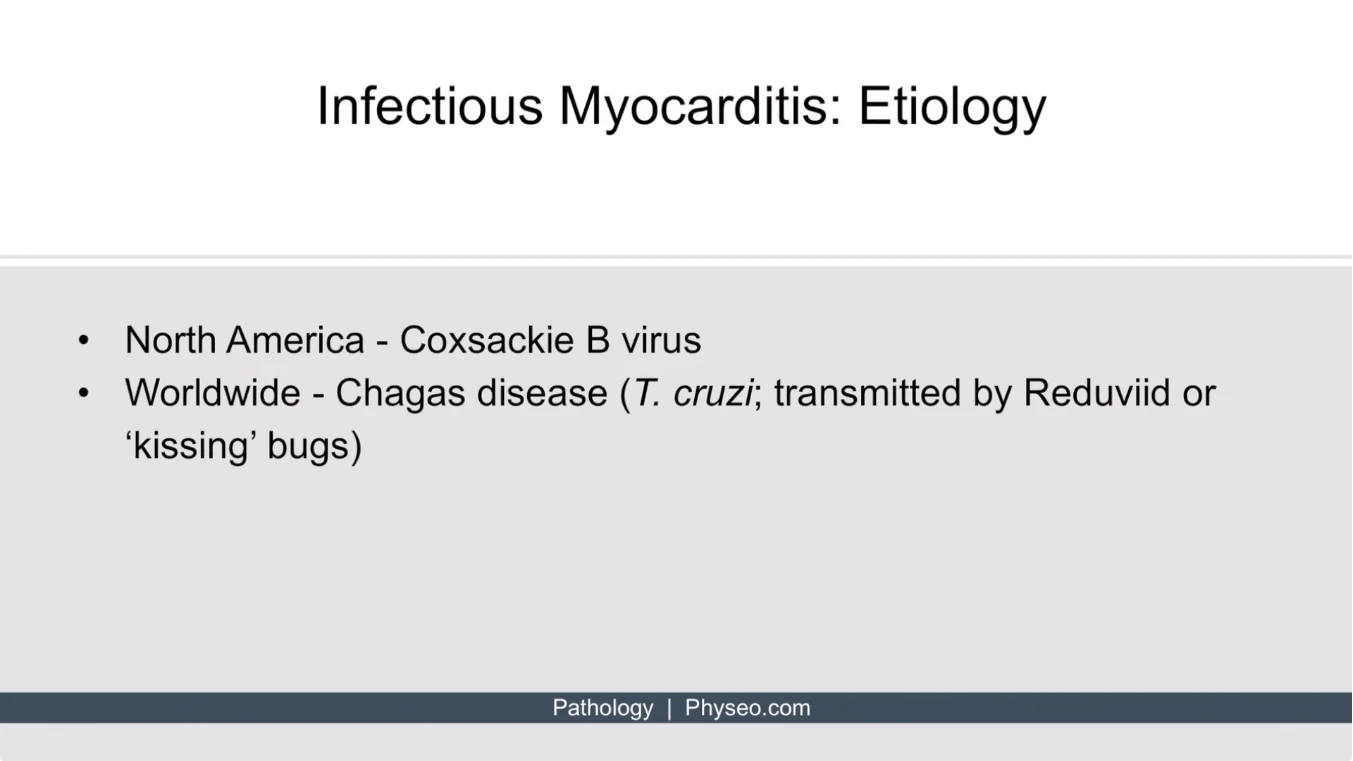 Infectious Myocarditis: Etiology
• North America - Coxsackie B virus
• Worldwide - Chagas disease (T. cruzi; transmitted by Reduviid or
‘kissing’ bugs)
Pathology | Physeo.com